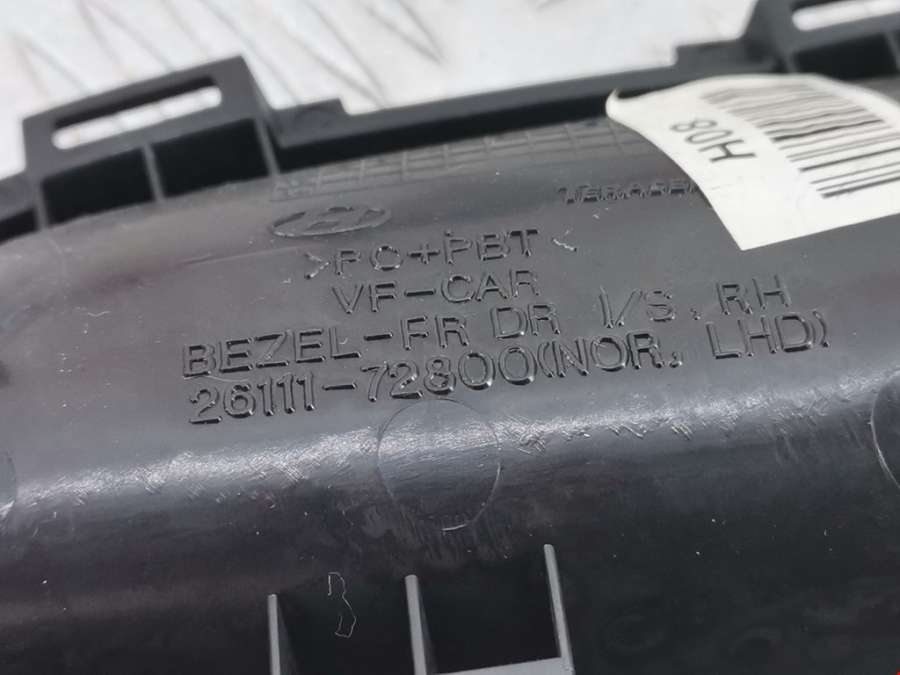 H08
>PC+PBT<
VF-CAR
BEZEL-FR DR I/S, RH
26111-72800(NOR, LHD)